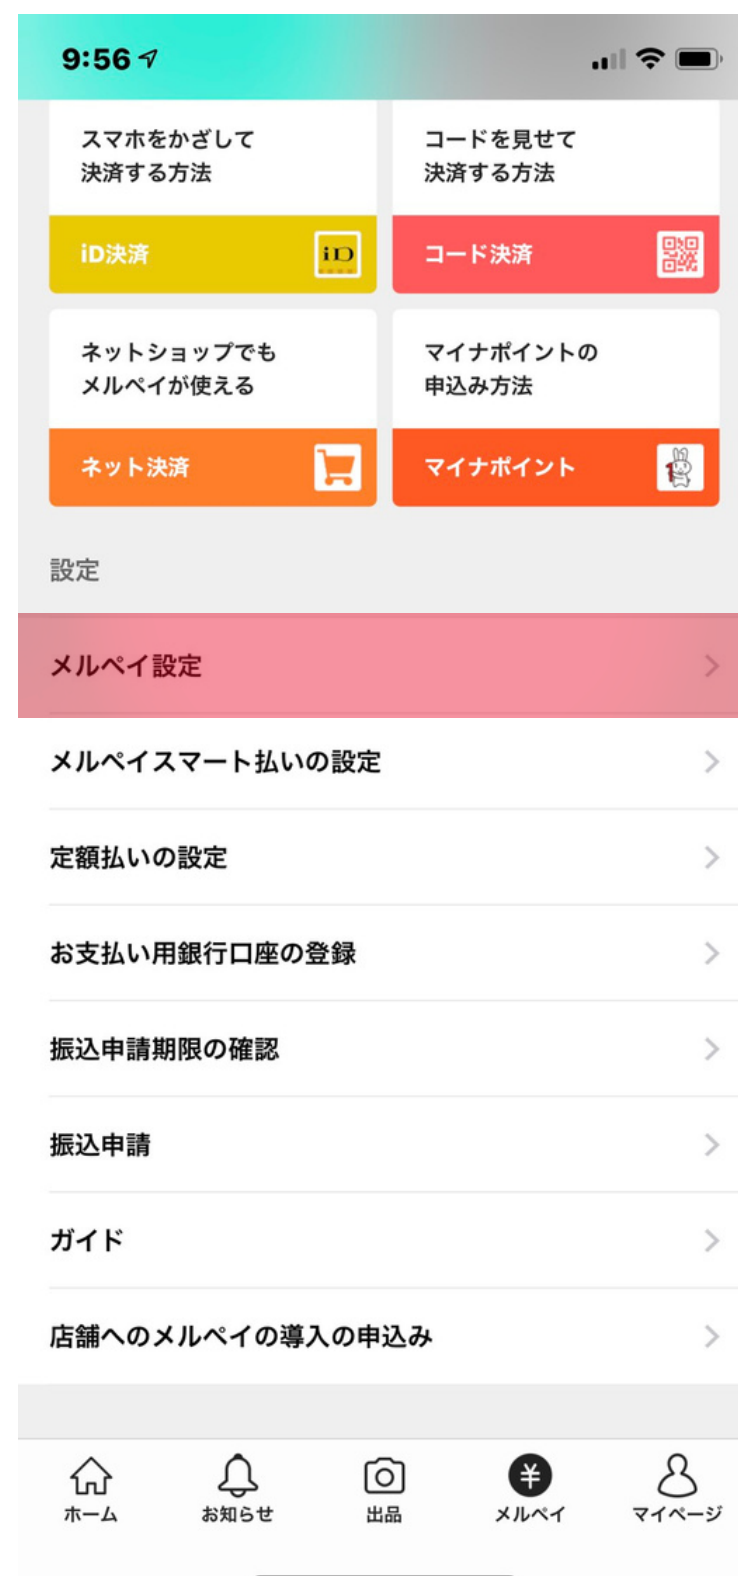 9:56
スマホをかざして
決済する方法
コードを見せて
決済する方法
iD決済
iD
コード決済
ネットショップでも
メルペイが使える
マイナポイントの
申込み方法
ネット決済
マイナポイント
設定
メルペイ設定
メルペイスマート払いの設定
定額払いの設定
お支払い用銀行口座の登録
振込申請期限の確認
振込申請
ガイド
店舗へのメルペイの導入の申込み
¥
ホーム
お知らせ
出品
メルペイ
マイページ